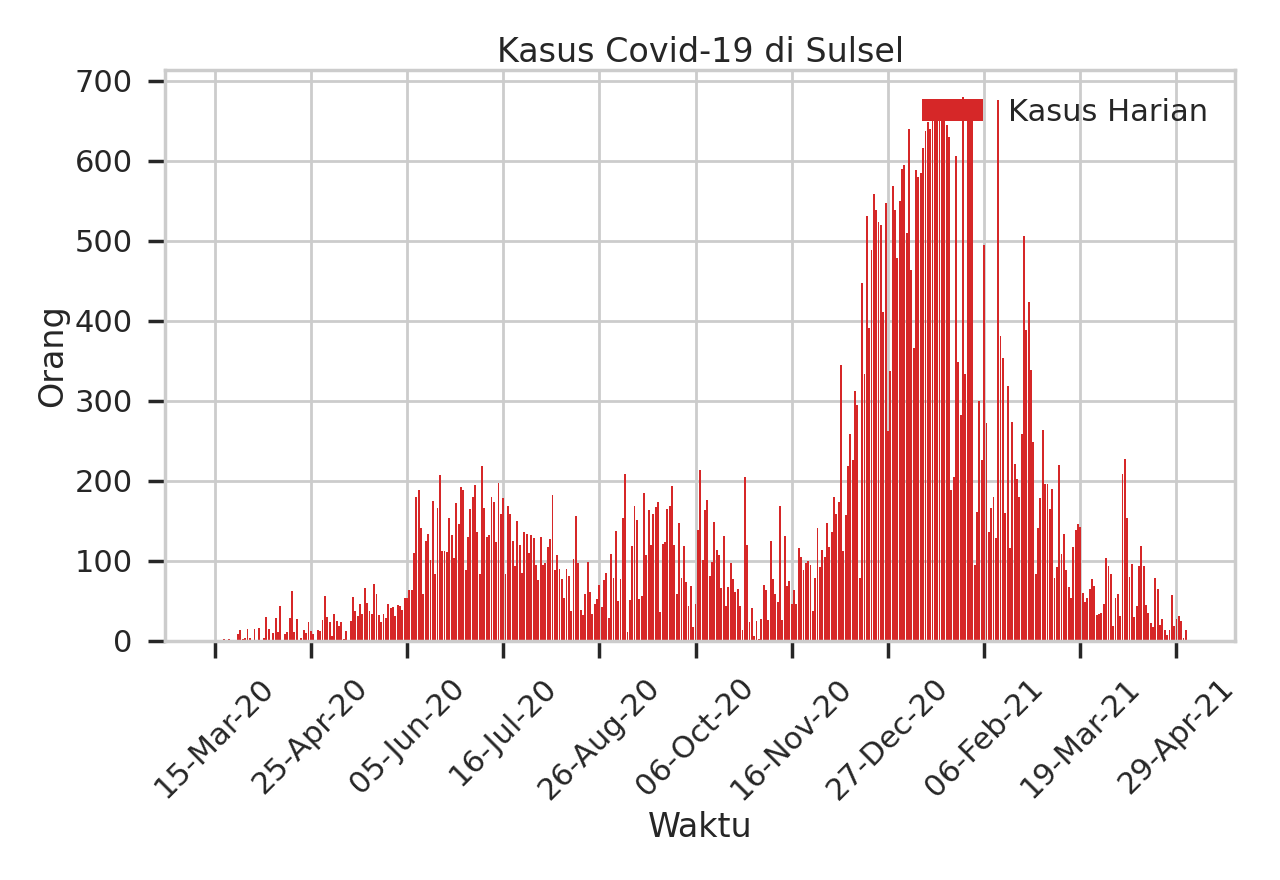 Kasus Covid-19 di Sulsel
Kasus Harian
Orang
700
600
500
400
300
200
100
0
15-Mar-20
25-Apr-20
05-Jun-20
16-Jul-20
26-Aug-20
06-Oct-20
16-Nov-20
27-Dec-20
06-Feb-21
19-Mar-21
29-Apr-21
Waktu